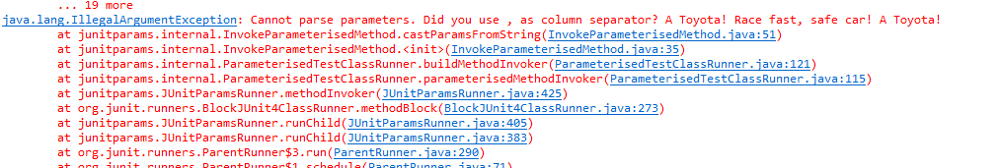 ... 19 more
java.lang.IllegalArgumentException: Cannot parse parameters. Did you use , as column separator? A Toyota! Race fast, safe car! A Toyota!
at junitparams.internal.InvokeParameterisedMethod.castParamsFromString(InvokeParameterisedMethod.java:51)
at junitparams.internal.InvokeParameterisedMethod.<init>(InvokeParameterisedMethod.java:35)
at junitparams.internal.ParameterisedTestClassRunner.buildMethodInvoker(ParameterisedTestClassRunner.java:121)
at junitparams.internal.ParameterisedTestClassRunner.parameterisedMethodInvoker(ParameterisedTestClassRunner.java:115)
at junitparams.JUnitParamsRunner.methodInvoker(JUnitParamsRunner.java:425)
at org.junit.runners.BlockJUnit4ClassRunner.methodBlock(BlockJUnit4ClassRunner.java:273)
at junitparams.JUnitParamsRunner.runChild(JUnitParamsRunner.java:405)
at junitparams.JUnitParamsRunner.runChild(JUnitParamsRunner.java:383)
at org.junit.runners.ParentRunner$3.run(ParentRunner.java:290)
at org.junit.runners.ParentRunner$1.schedule(ParentRunner.java:71)